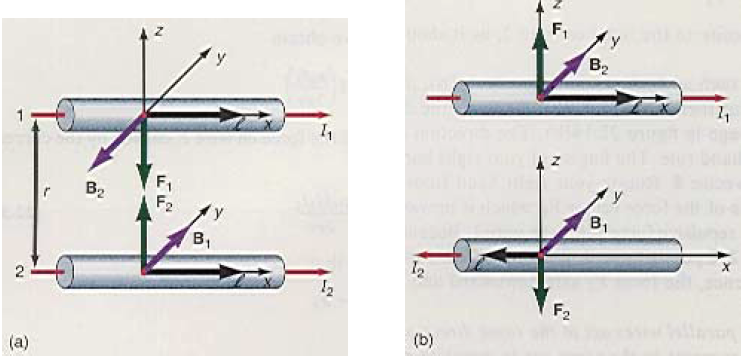 z
y
1
ℓ
x
I₁
B₂
F₁
r
F₂
y
B₁
2
ℓ
x
I₂
(a)
z
F₁
y
B₂
ℓ
x
I₁
z
y
B₁
I₂
ℓ
x
F₂
(b)